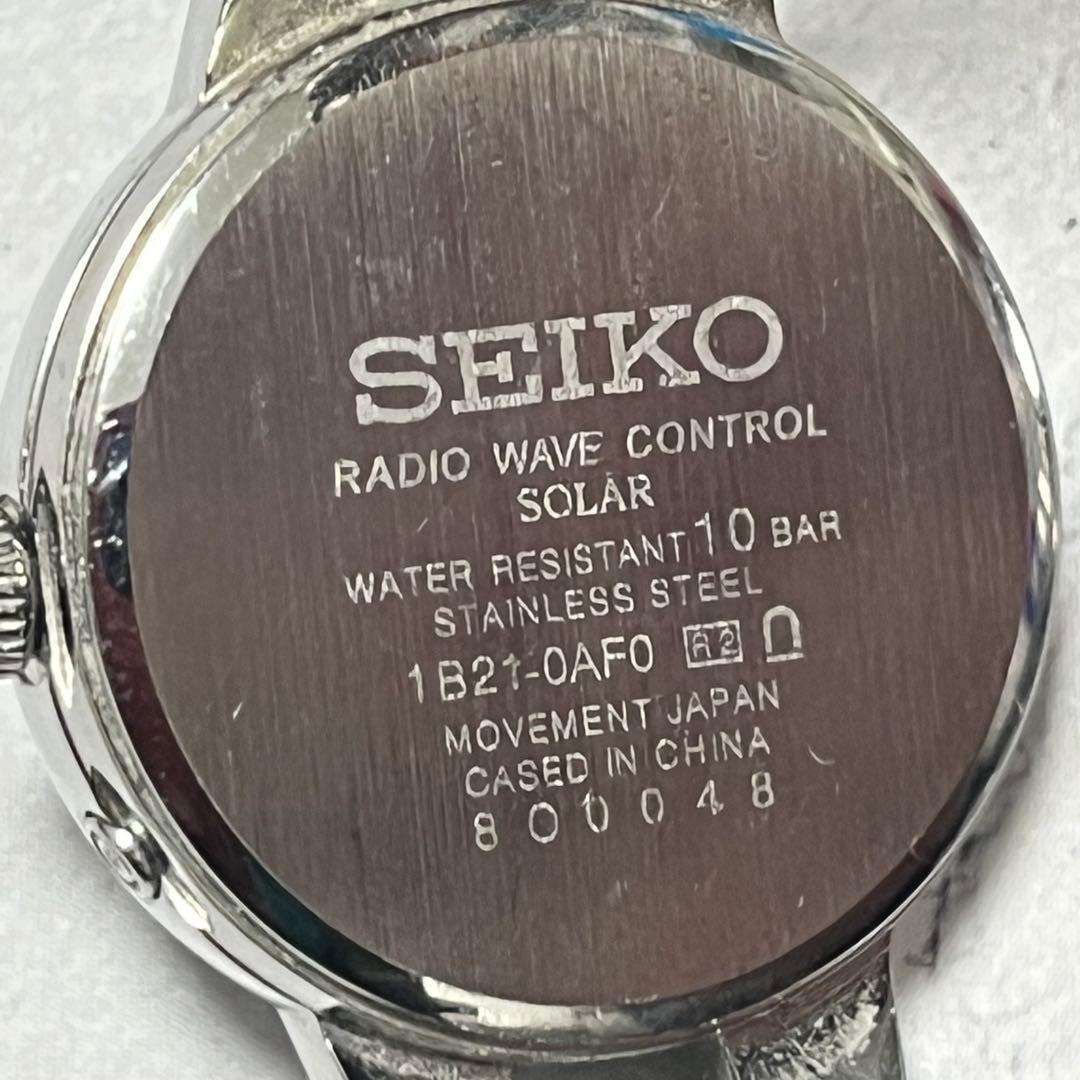 SEIKO
RADIO WAVE CONTROL
SOLAR
WATER RESISTANT 10 BAR
STAINLESS STEEL
1B21-0AF0 R2
MOVEMENT JAPAN
CASED IN CHINA
800048